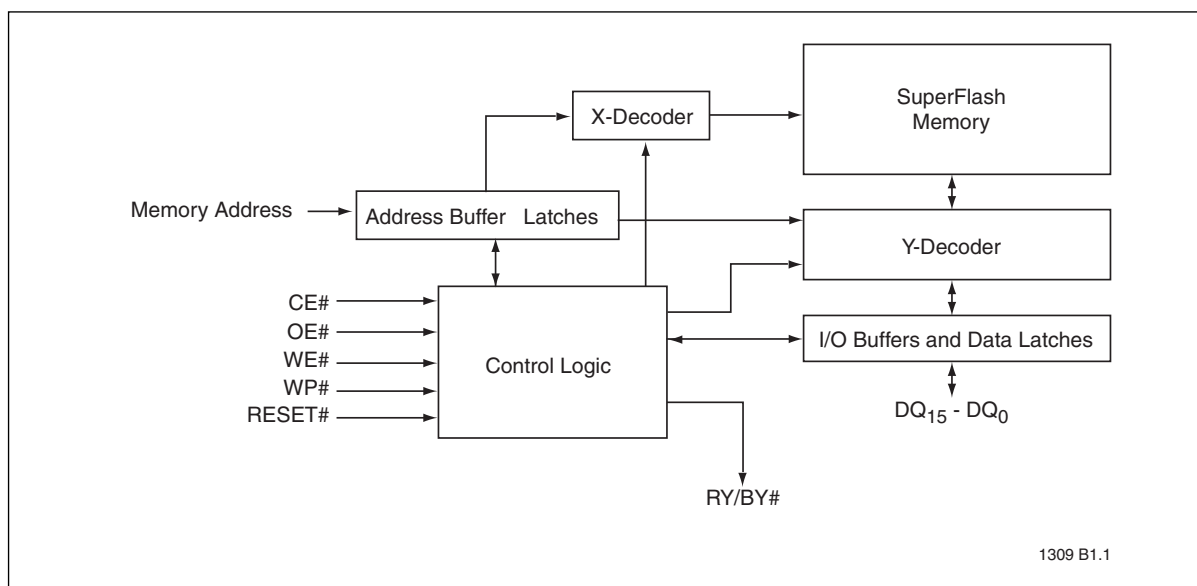 SuperFlash
Memory
X-Decoder
Memory Address
Address Buffer Latches
Y-Decoder
CE#
OE#
WE#
WP#
RESET#
Control Logic
I/O Buffers and Data Latches
DQ15 - DQ0
RY/BY#
1309 B1.1